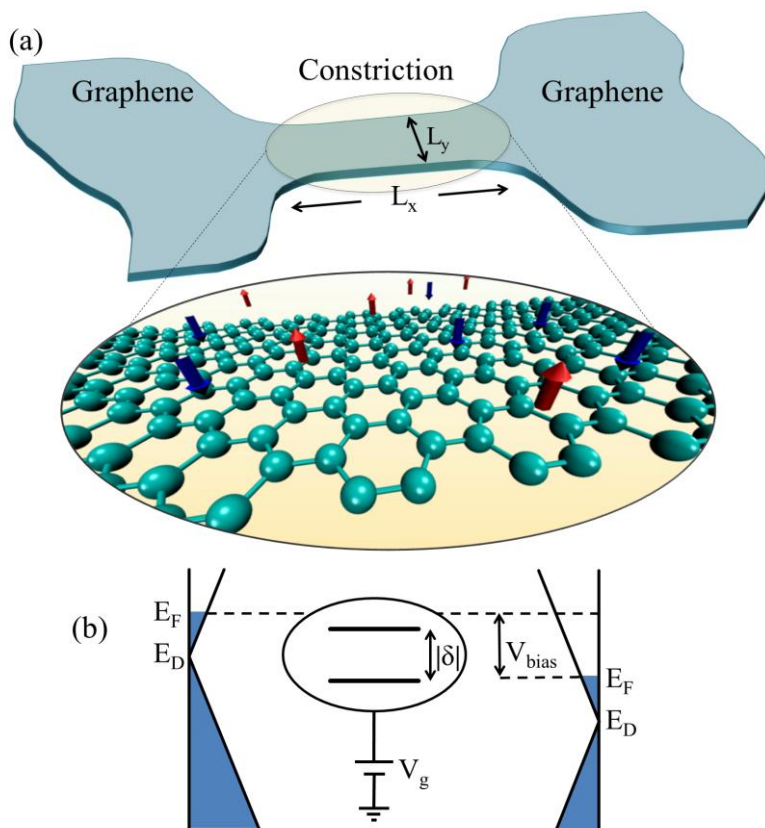 (a)
Graphene
Constriction
Graphene
L_y
L_x
(b)
E_F
E_D
|δ|
V_bias
E_F
E_D
V_g